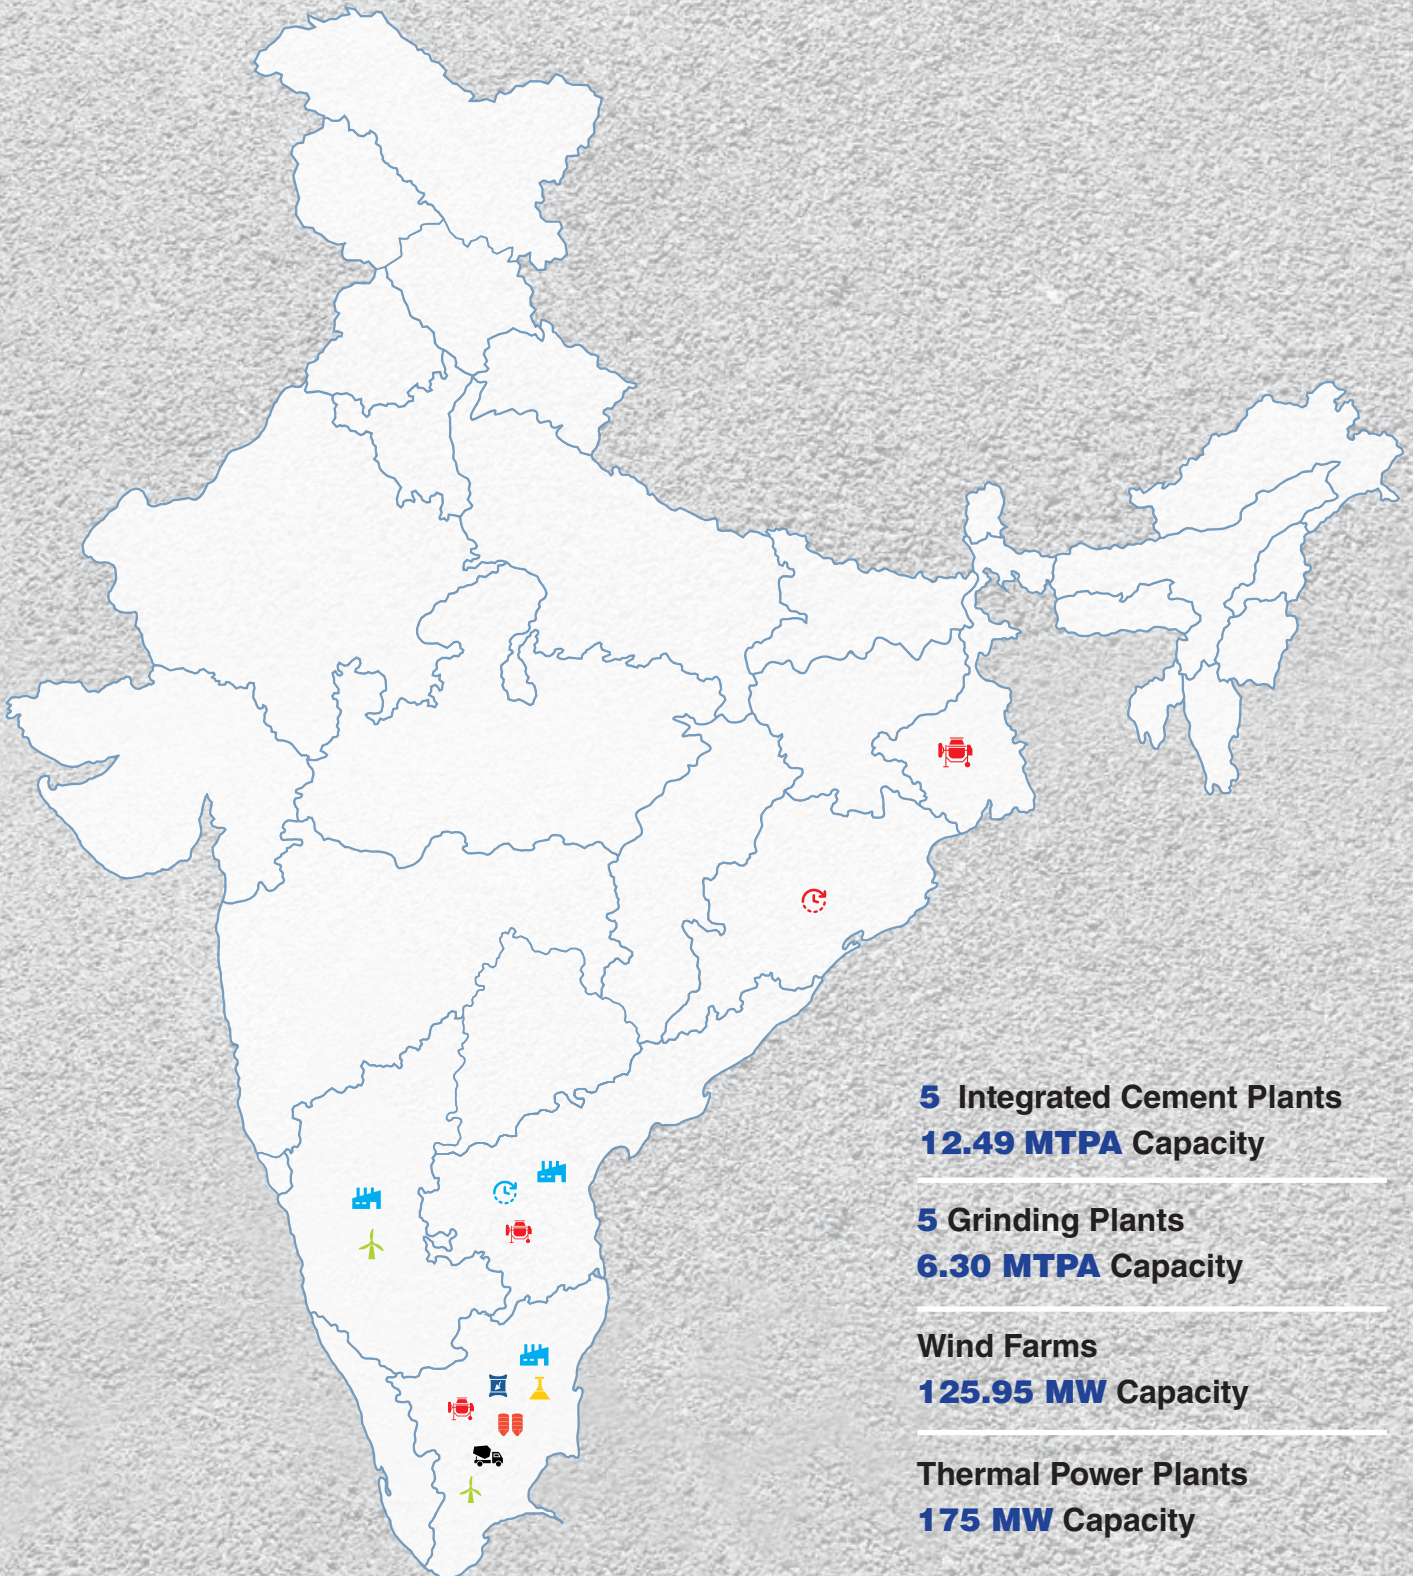 5 Integrated Cement Plants
12.49 MTPA Capacity
5 Grinding Plants
6.30 MTPA Capacity
Wind Farms
125.95 MW Capacity
Thermal Power Plants
175 MW Capacity